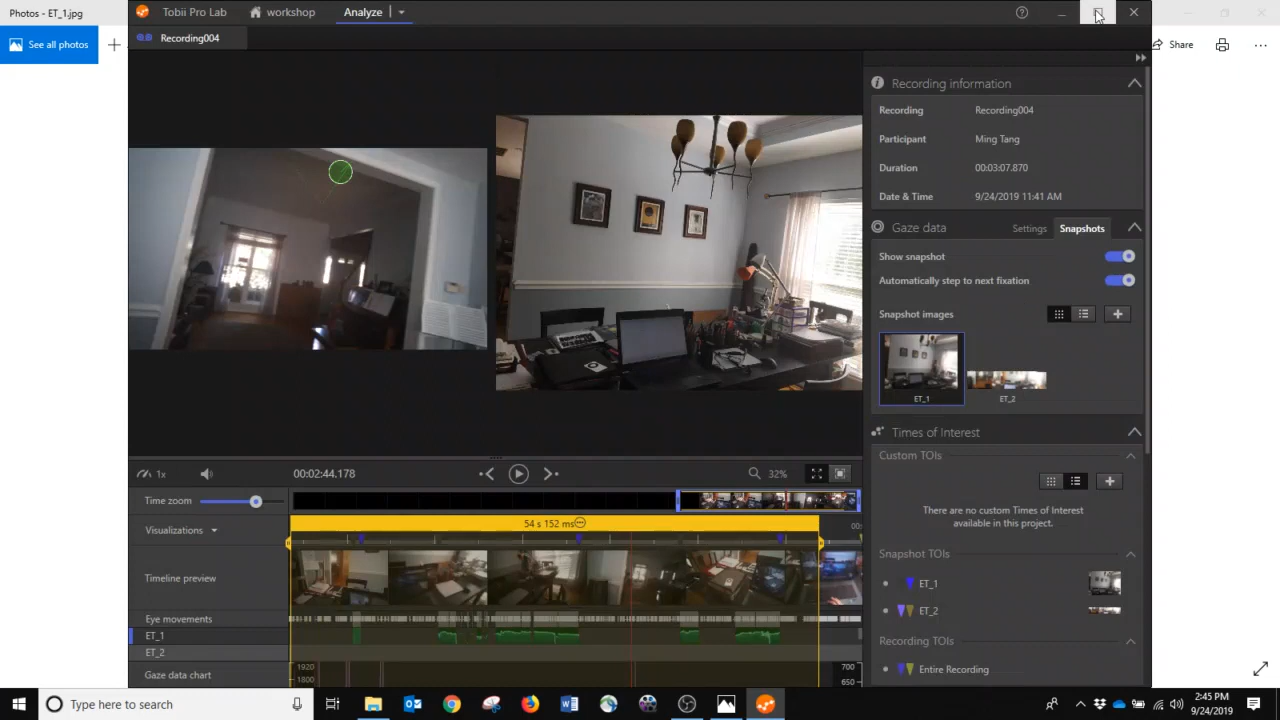 Photos - ET_1.jpg
Tobii Pro Lab
workshop
Analyze
See all photos
Share
Recording004
Recording information
Recording
Recording004
Participant
Ming Tang
Duration
00:03:07.870
Date & Time
9/24/2019 11:41 AM
Gaze data
Settings
Snapshots
Show snapshot
Automatically step to next fixation
Snapshot images
ET_1
ET_2
Times of Interest
Custom TOIs
There are no custom Times of Interest
available in this project.
Snapshot TOIs
ET_1
ET_2
Recording TOIs
Entire Recording
1x
00:02:44.178
32%
Time zoom
Visualizations
54 s 152 ms
00:
Timeline preview
Eye movements
ET_1
ET_2
Gaze data chart
1920
1800
700
650
Type here to search
2:45 PM
9/24/2019